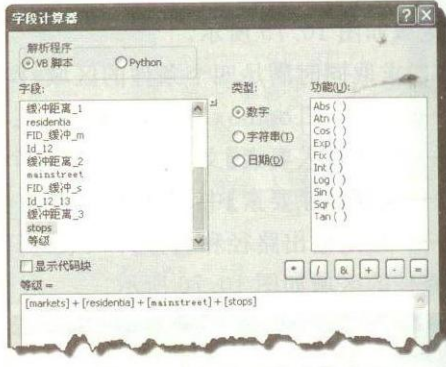 字段计算器
解析程序
VB 脚本
Python
字段:
类型:
功能(U):
缓冲距离_1
residentia
FID_缓冲_m
Id_12
缓冲距离_2
mainstreet
FID_缓冲_s
Id_12_13
缓冲距离_3
stops
等级
数字
字符串(T)
日期(D)
Abs ( )
Atn ( )
Cos ( )
Exp ( )
Fix ( )
Int ( )
Log ( )
Sin ( )
Sqr ( )
Tan ( )
显示代码块
* / & + - =
等级 =
[markets] + [residentia] + [mainstreet] + [stops]